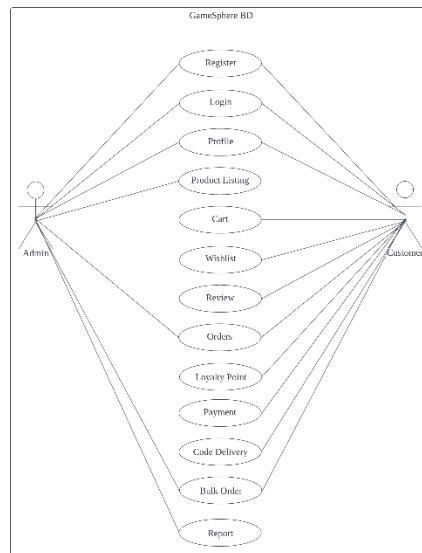 GameSphere BD
Register
Login
Profile
Product Listing
Cart
Wishlist
Admin
Customer
Review
Orders
Loyalty Point
Payment
Code Delivery
Bulk Order
Report